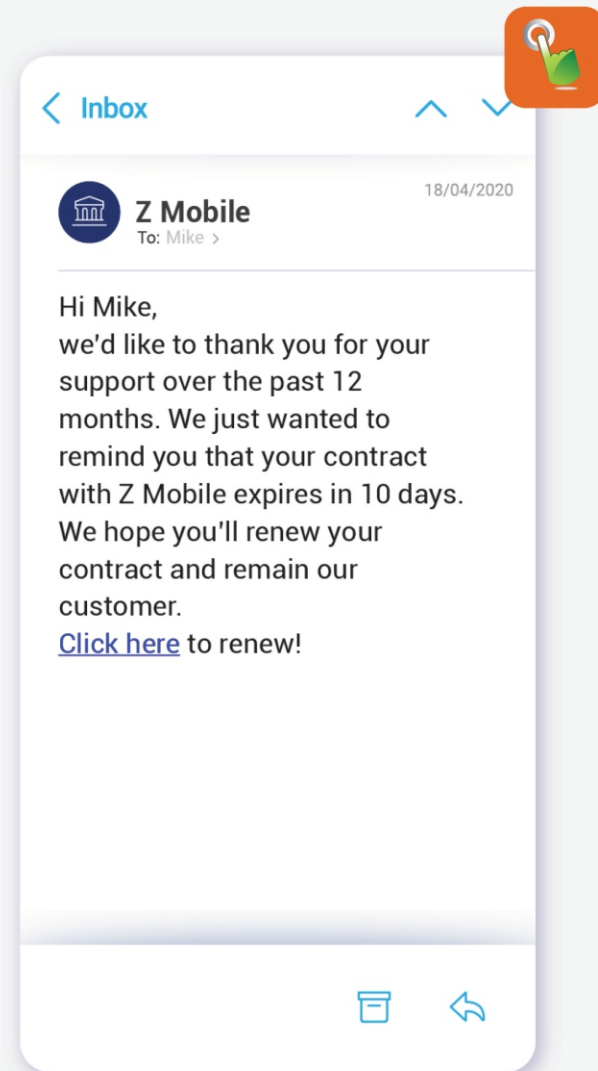 Inbox
18/04/2020
Z Mobile
To: Mike >
Hi Mike,
we'd like to thank you for your
support over the past 12
months. We just wanted to
remind you that your contract
with Z Mobile expires in 10 days.
We hope you'll renew your
contract and remain our
customer.
Click here to renew!